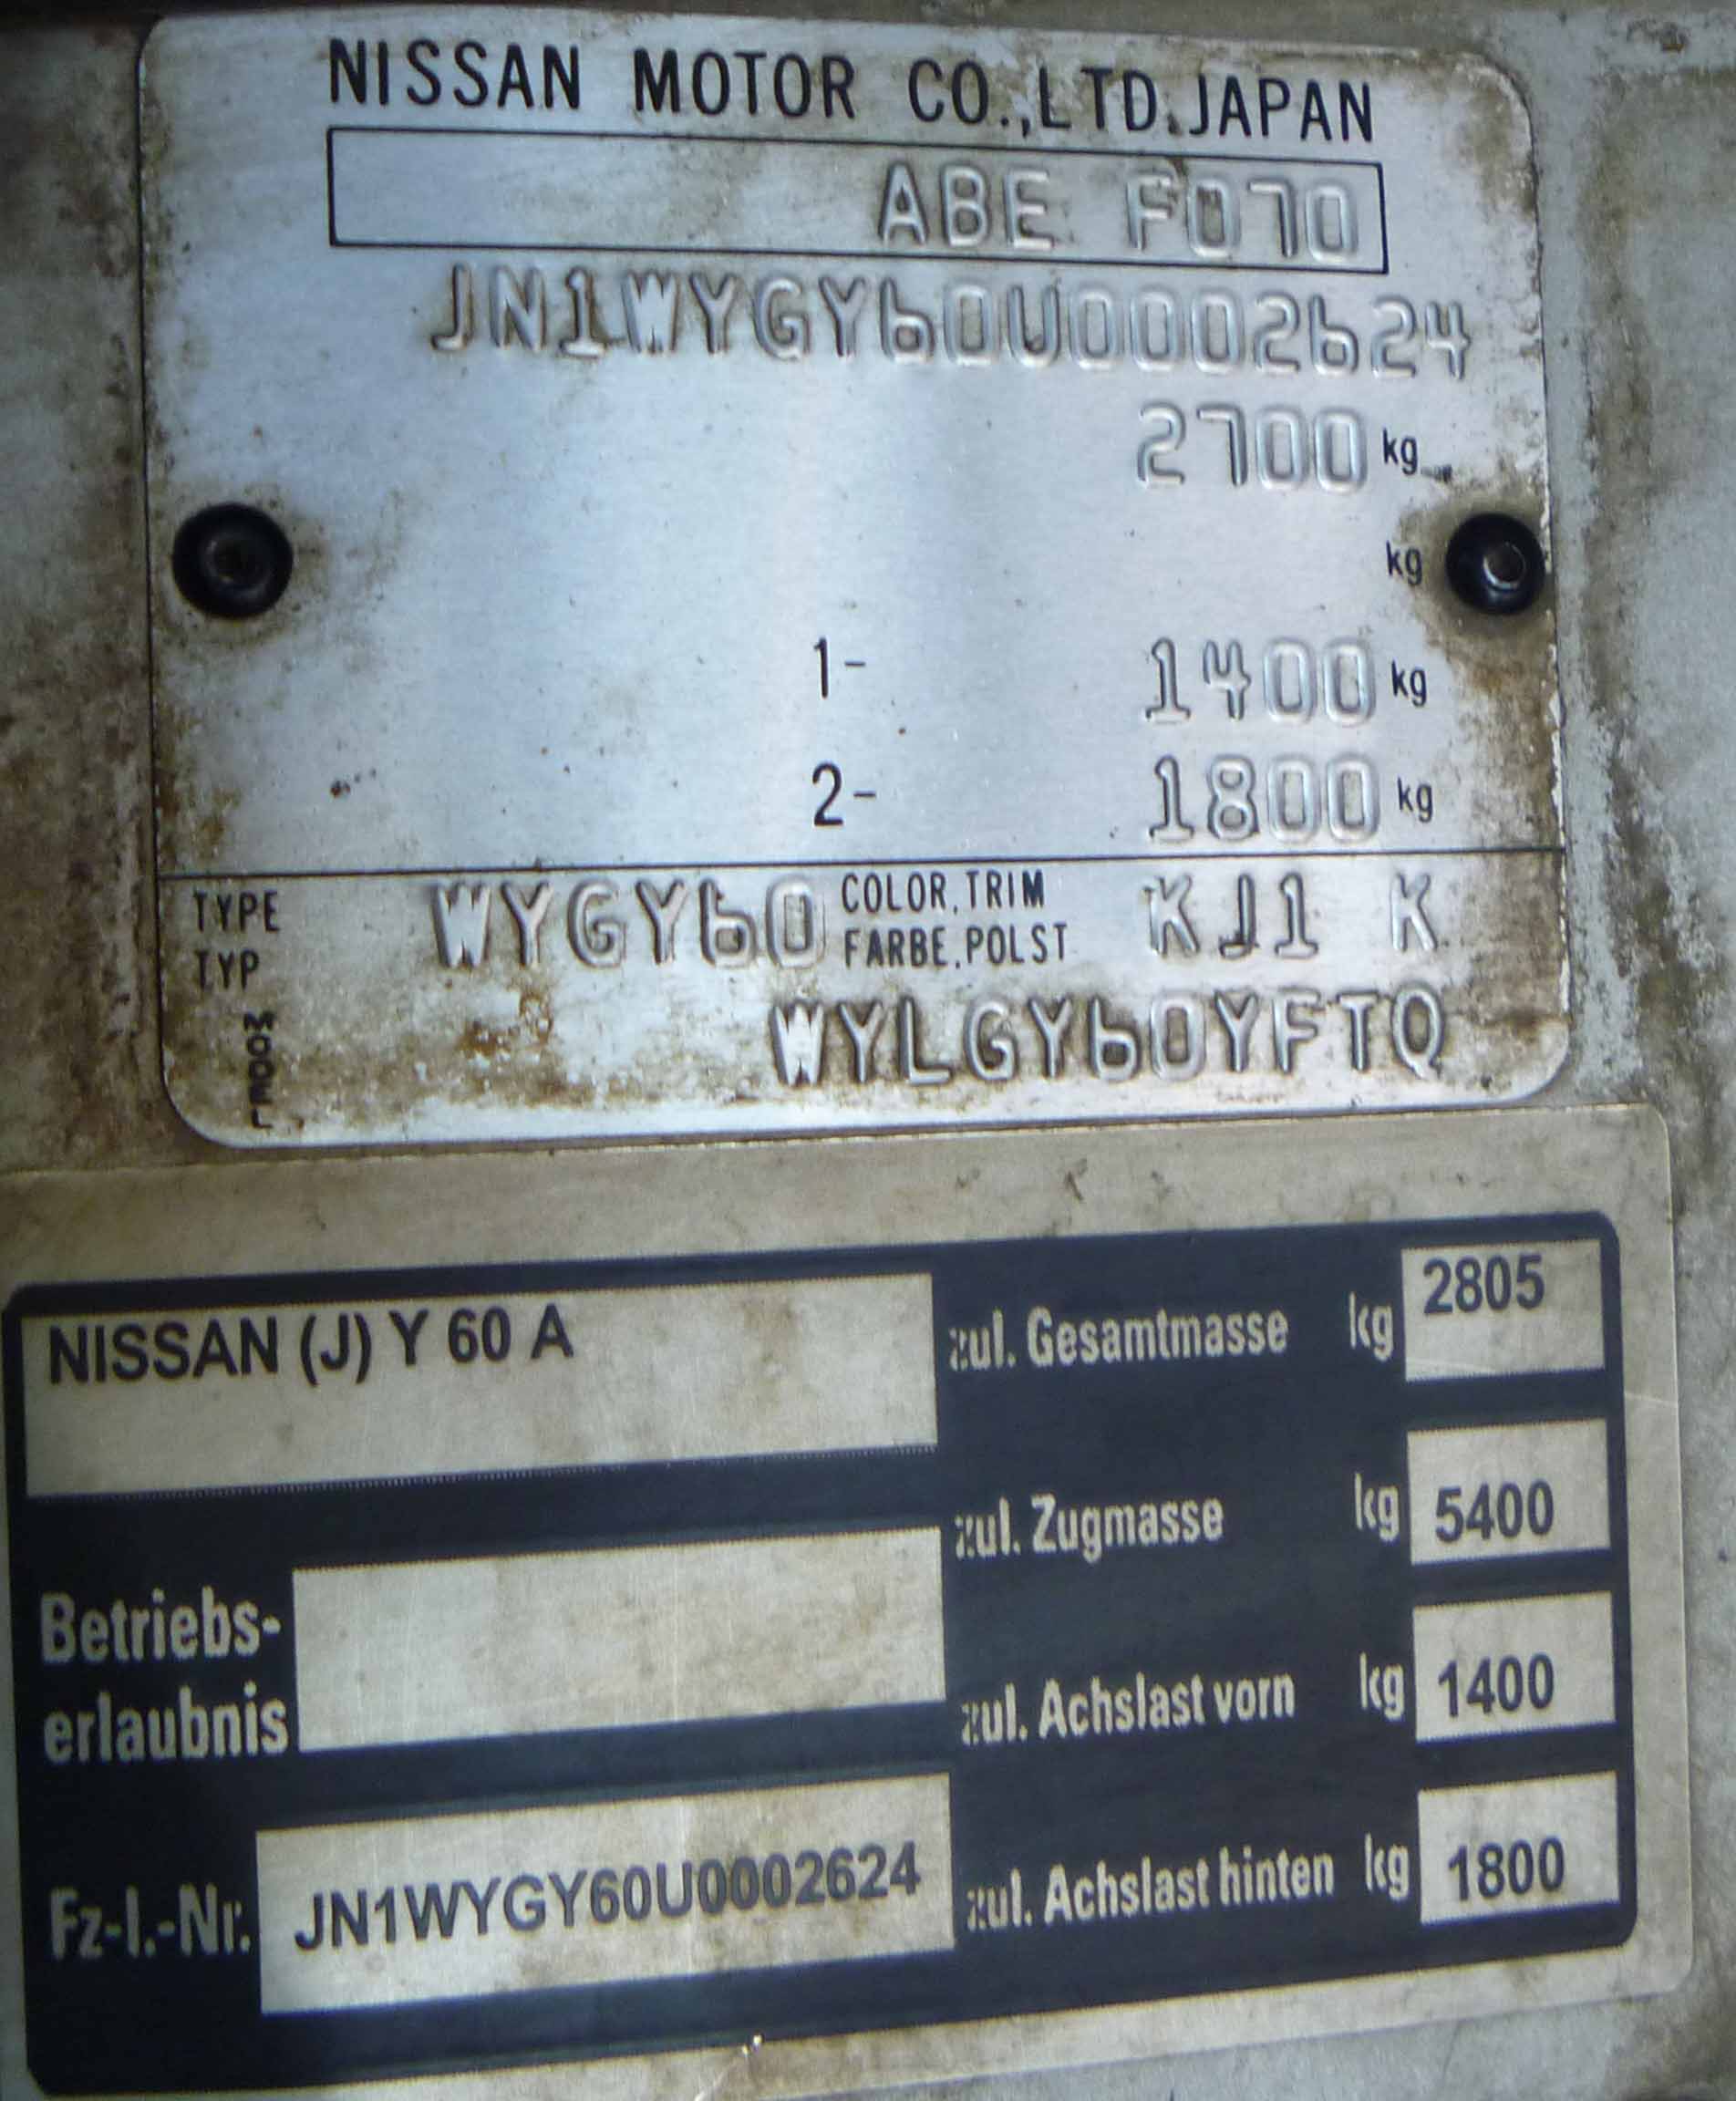 NISSAN MOTOR CO.,LTD.JAPAN
ABE F070
JN1WYGY60U0002624
2700 kg
kg
1- 1400 kg
2- 1800 kg
TYPE WYGY60 COLOR.TRIM KJ1 K
TYP FARBE.POLST
MODEL WYLGY60YFTQ
NISSAN (J) Y 60 A
zul. Gesamtmasse kg 2805
zul. Zugmasse kg 5400
Betriebs-
erlaubnis
zul. Achslast vorn kg 1400
Fz-I.-Nr. JN1WYGY60U0002624
zul. Achslast hinten kg 1800